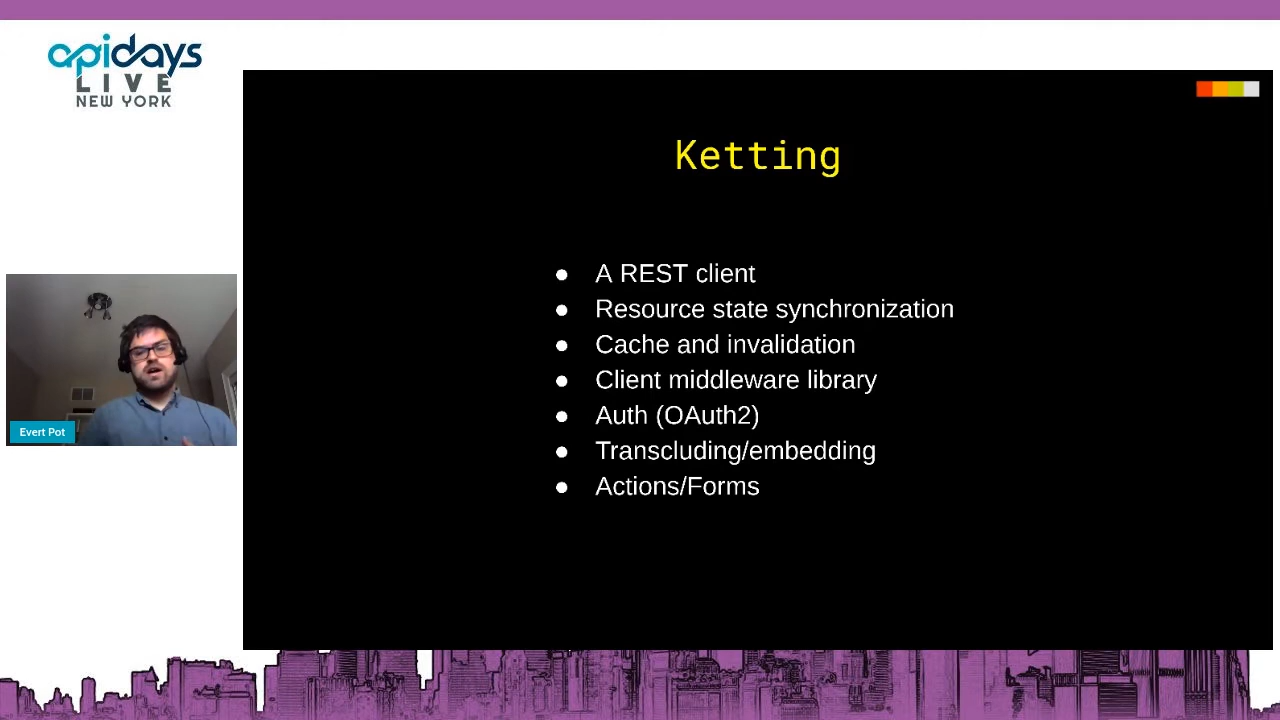 apidays
LIVE
NEW YORK
Ketting
● A REST client
● Resource state synchronization
● Cache and invalidation
● Client middleware library
● Auth (OAuth2)
● Transcluding/embedding
● Actions/Forms
Evert Pot